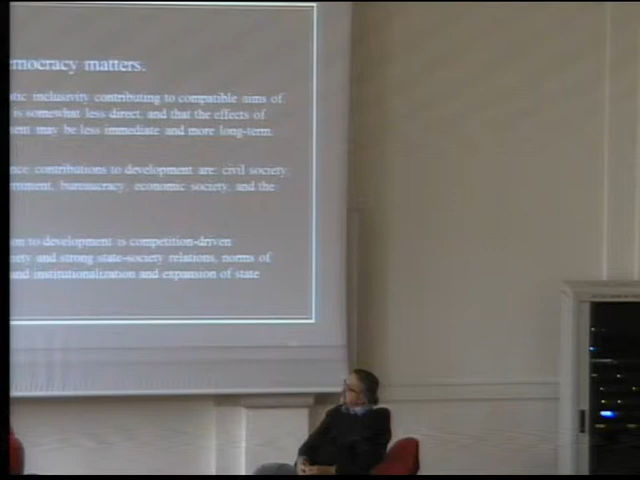 mocracy matters.
tic inclusivity contributing to compatible aims of
is somewhat less direct, and that the effects of
ent may be less immediate and more long-term.
nce contributions to development are: civil society,
rnment, bureaucracy, economic society, and the
on to development is competition-driven
iety and strong state-society relations, norms of
and institutionalization and expansion of state